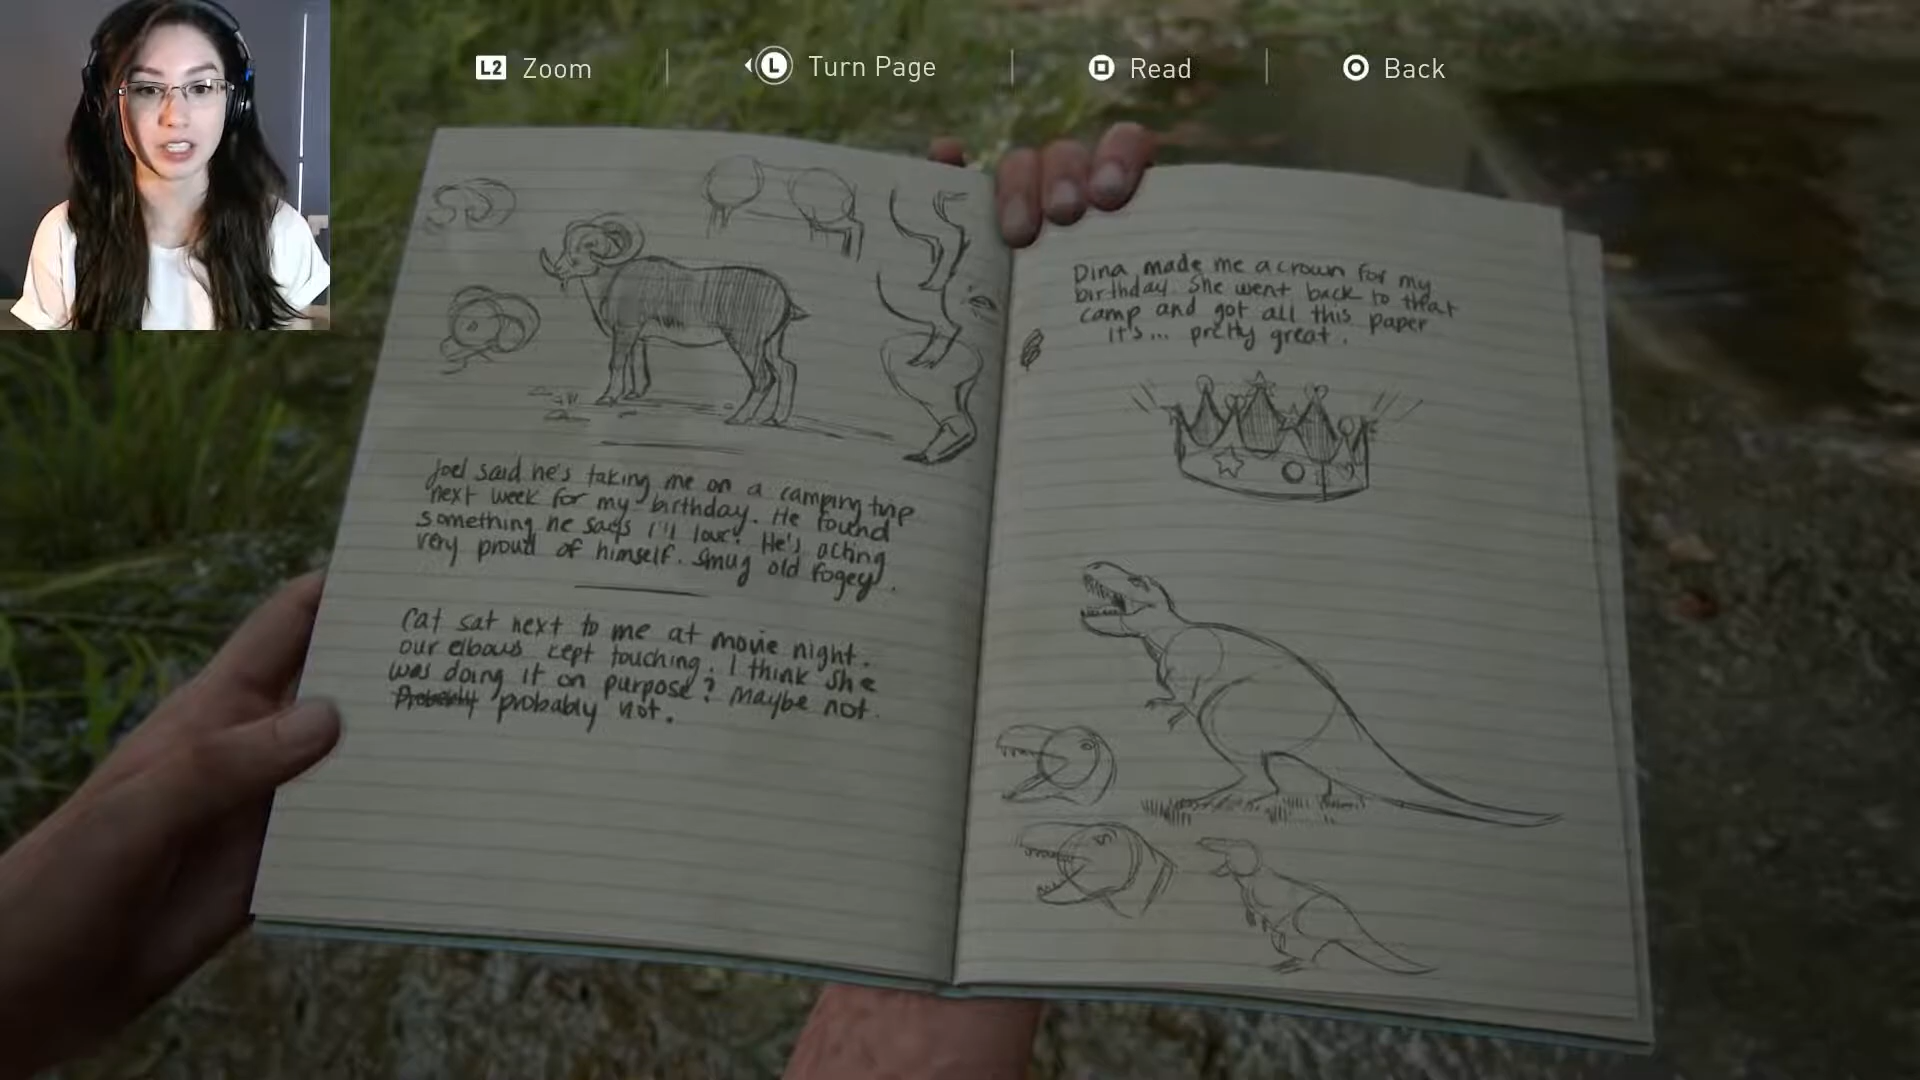 L2 Zoom
L Turn Page
Read
Back
Joel said he's taking me on a camping trip
next week for my birthday. He found
something he says I'll love. He's acting
very proud of himself. Smug old fogey.
Cat sat next to me at movie night.
our elbows kept touching. I think she
was doing it on purpose? Maybe not.
Probably probably not.
Dina made me a crown for my
birthday. She went back to that
camp and got all this paper
it's... pretty great.